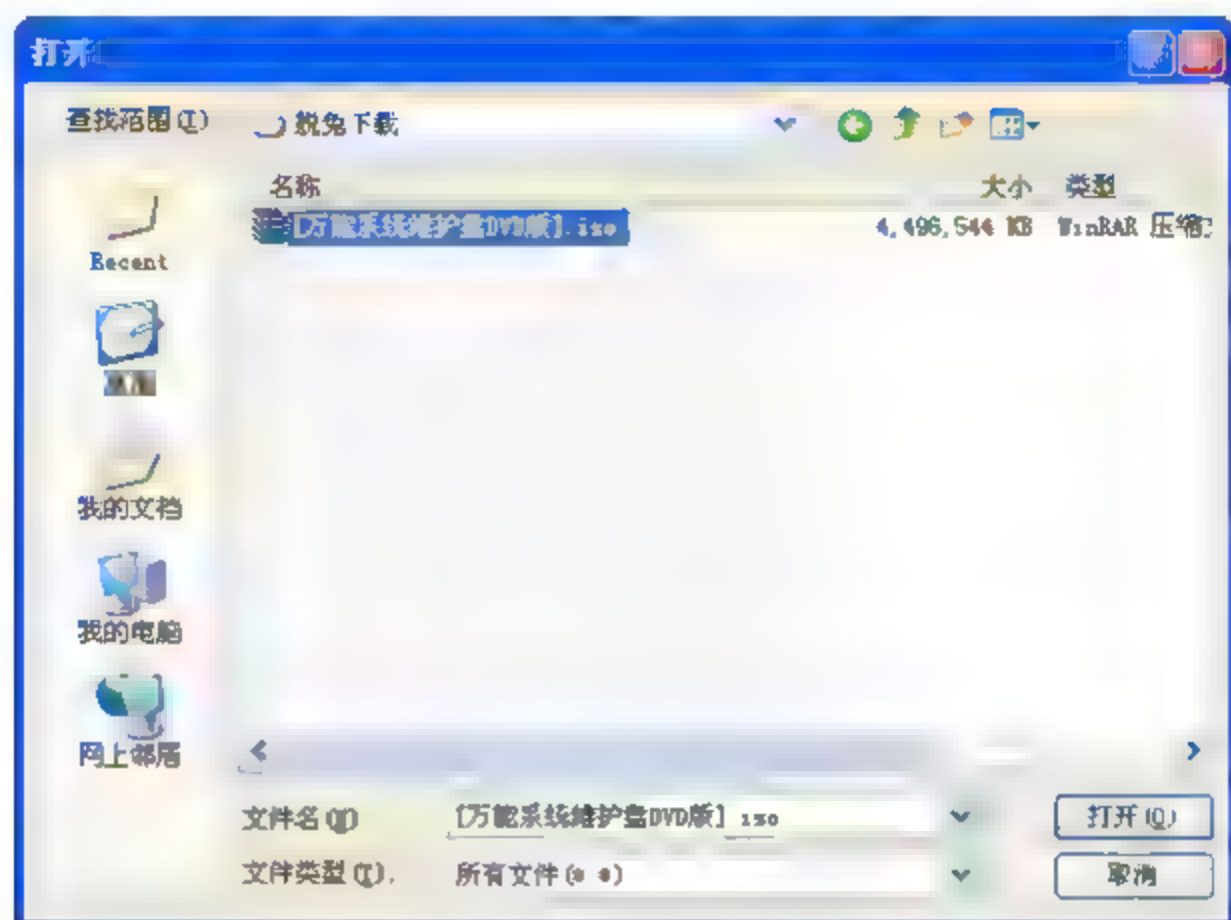 打开
查找范围(I) 脱兔下载
名称 大小 类型
[万能系统维护盘DVD版].iso 4,496,544 KB WinRAR 压缩
Recent
我的文档
我的电脑
网上邻居
文件名(N) [万能系统维护盘DVD版] iso 打开(O)
文件类型(T). 所有文件(* *) 取消